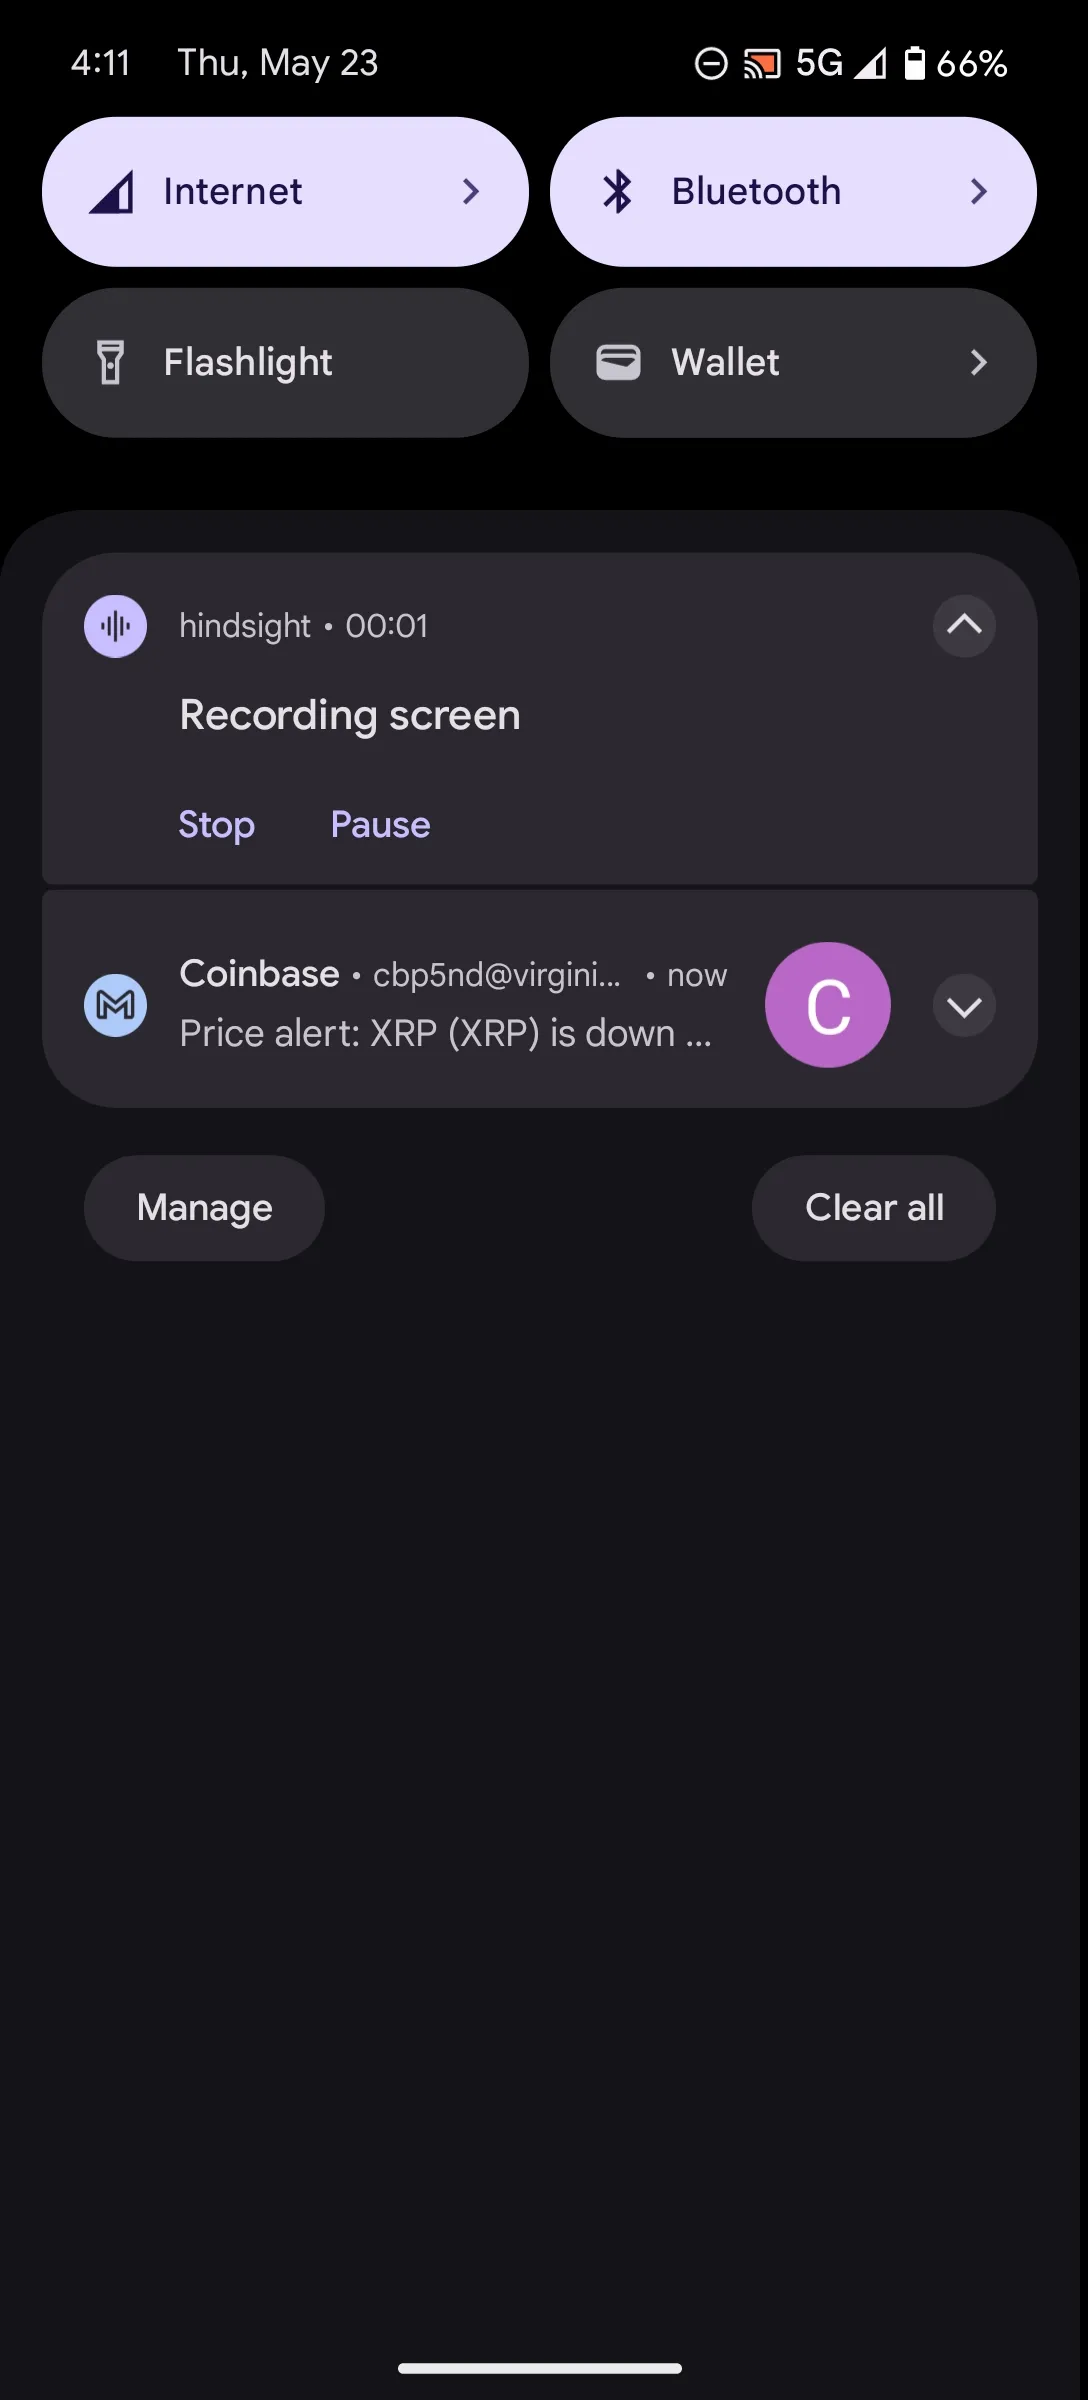 4:11 Thu, May 23 5G 66%
Internet Bluetooth
Flashlight Wallet
hindsight • 00:01
Recording screen
Stop Pause
Coinbase • cbp5nd@virgini... • now
Price alert: XRP (XRP) is down ...
C
Manage Clear all